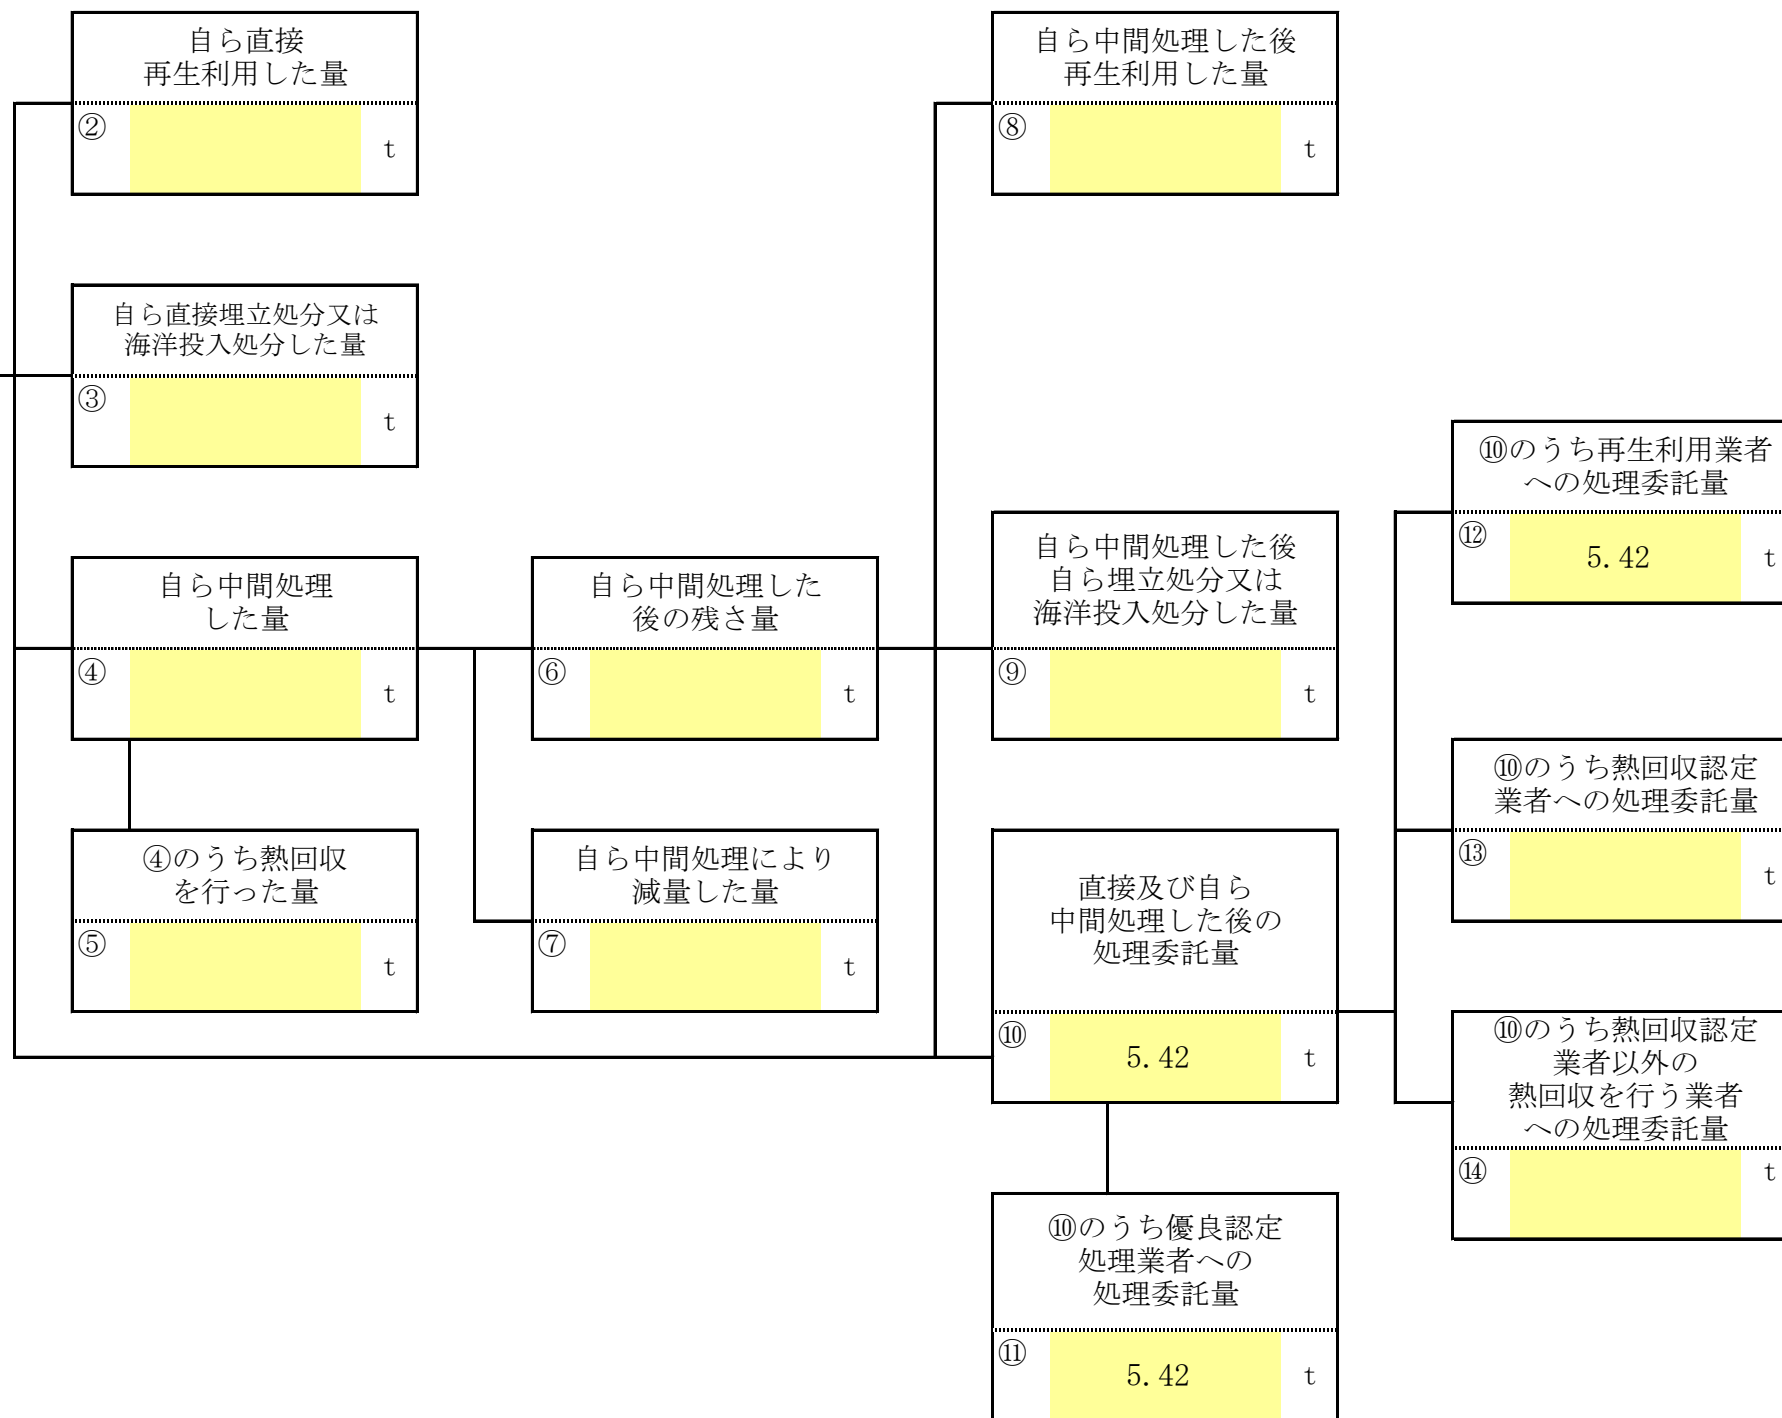 自ら直接
再生利用した量
②
t
自ら直接埋立処分又は
海洋投入処分した量
③
t
自ら中間処理
した量
④
t
④のうち熱回収
を行った量
⑤
t
自ら中間処理した
後の残さ量
⑥
t
自ら中間処理により
減量した量
⑦
t
自ら中間処理した後
再生利用した量
⑧
t
自ら中間処理した後
自ら埋立処分又は
海洋投入処分した量
⑨
t
直接及び自ら
中間処理した後の
処理委託量
⑩ 5.42 t
⑩のうち優良認定
処理業者への
処理委託量
⑪ 5.42 t
⑩のうち再生利用業者
への処理委託量
⑫ 5.42 t
⑩のうち熱回収認定
業者への処理委託量
⑬
t
⑩のうち熱回収認定
業者以外の
熱回収を行う業者
への処理委託量
⑭
t